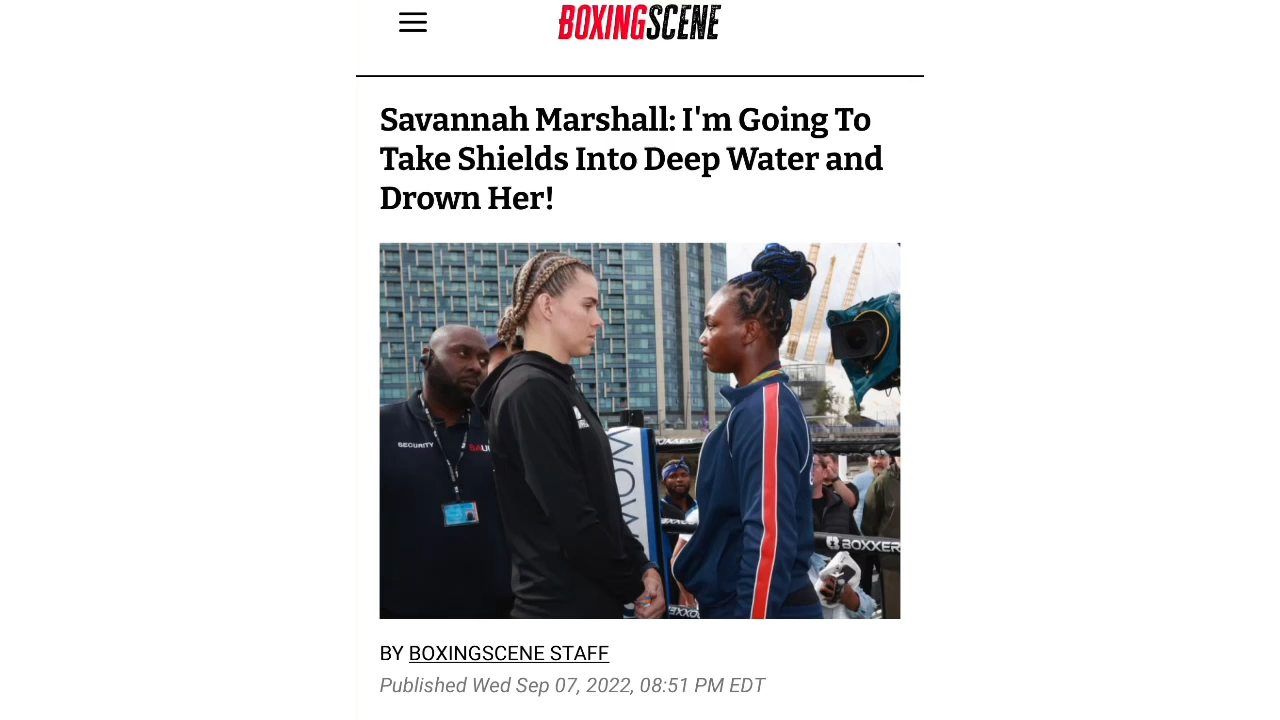 BOXINGSCENE
Savannah Marshall: I'm Going To
Take Shields Into Deep Water and
Drown Her!
SECURITY
BOXXER
BY BOXINGSCENE STAFF
Published Wed Sep 07, 2022, 08:51 PM EDT